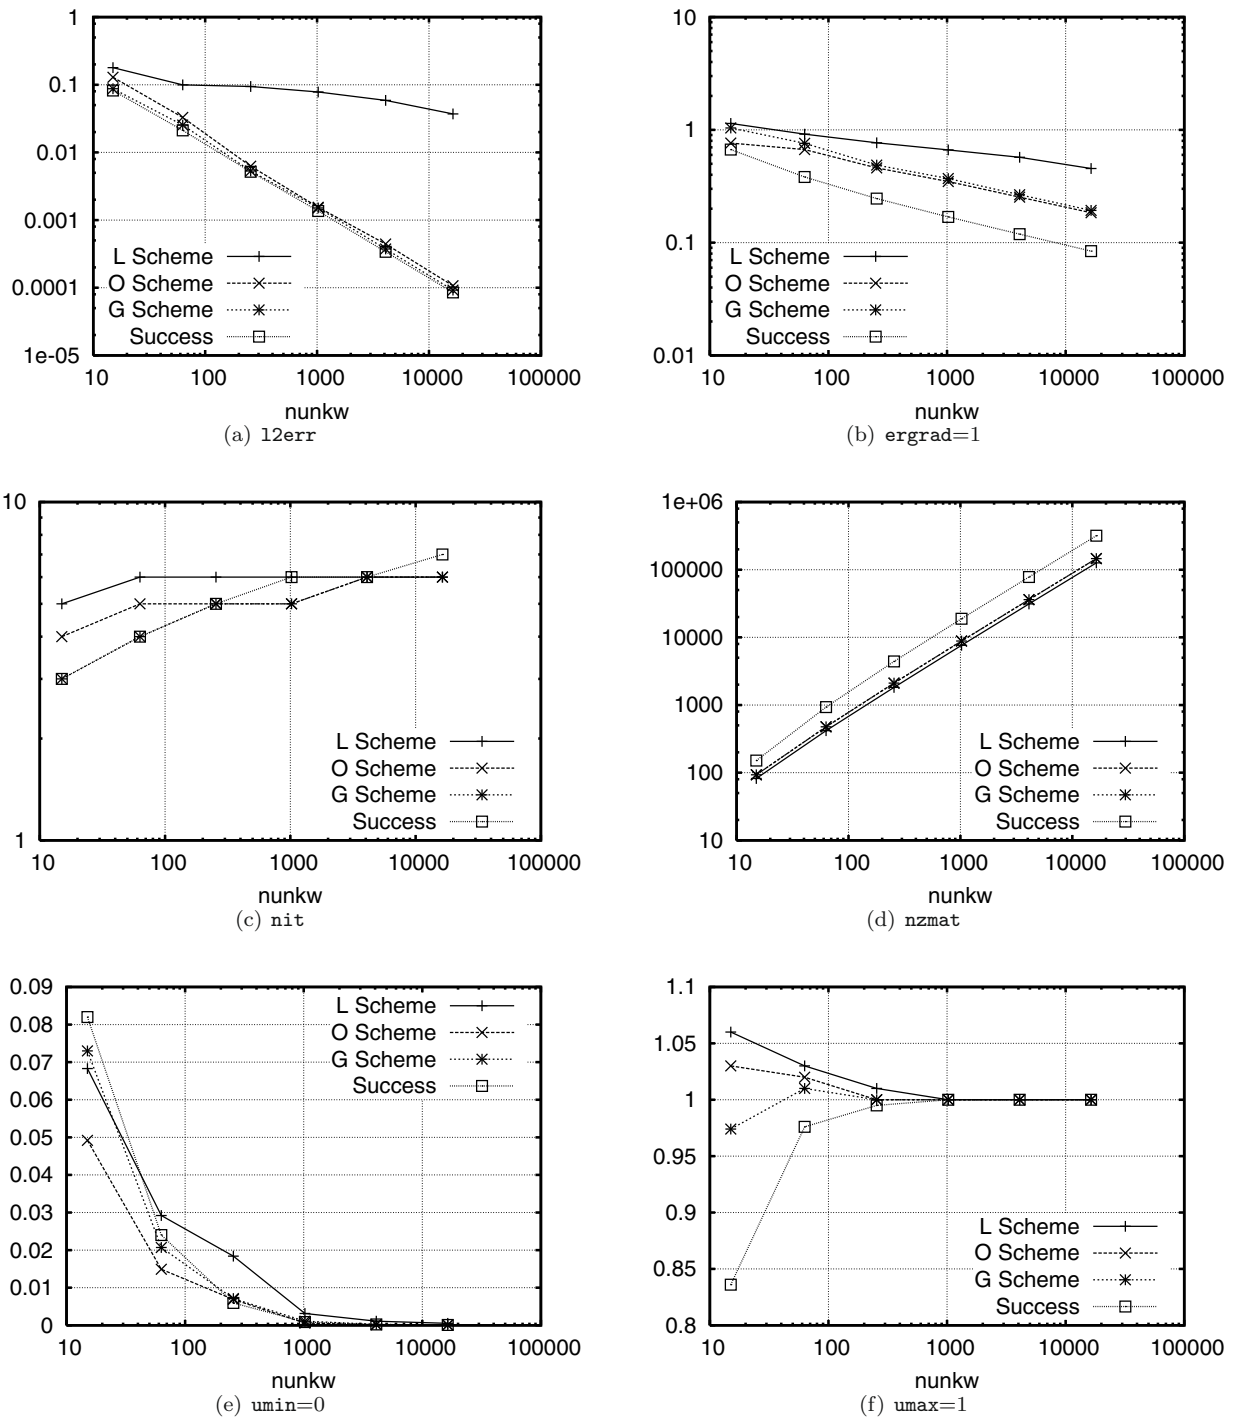 1
0.1
0.01
0.001
0.0001
1e-05
L Scheme
O Scheme
G Scheme
Success
10 100 1000 10000 100000
nunkw
(a) l2err
10
1
0.1
0.01
L Scheme
O Scheme
G Scheme
Success
10 100 1000 10000 100000
nunkw
(b) ergrad=1
10
1
L Scheme
O Scheme
G Scheme
Success
10 100 1000 10000 100000
nunkw
(c) nit
1e+06
100000
10000
1000
100
10
L Scheme
O Scheme
G Scheme
Success
10 100 1000 10000 100000
nunkw
(d) nzmat
0.09
0.08
0.07
0.06
0.05
0.04
0.03
0.02
0.01
0
L Scheme
O Scheme
G Scheme
Success
10 100 1000 10000 100000
nunkw
(e) umin=0
1.1
1.05
1
0.95
0.9
0.85
0.8
L Scheme
O Scheme
G Scheme
Success
10 100 1000 10000 100000
nunkw
(f) umax=1